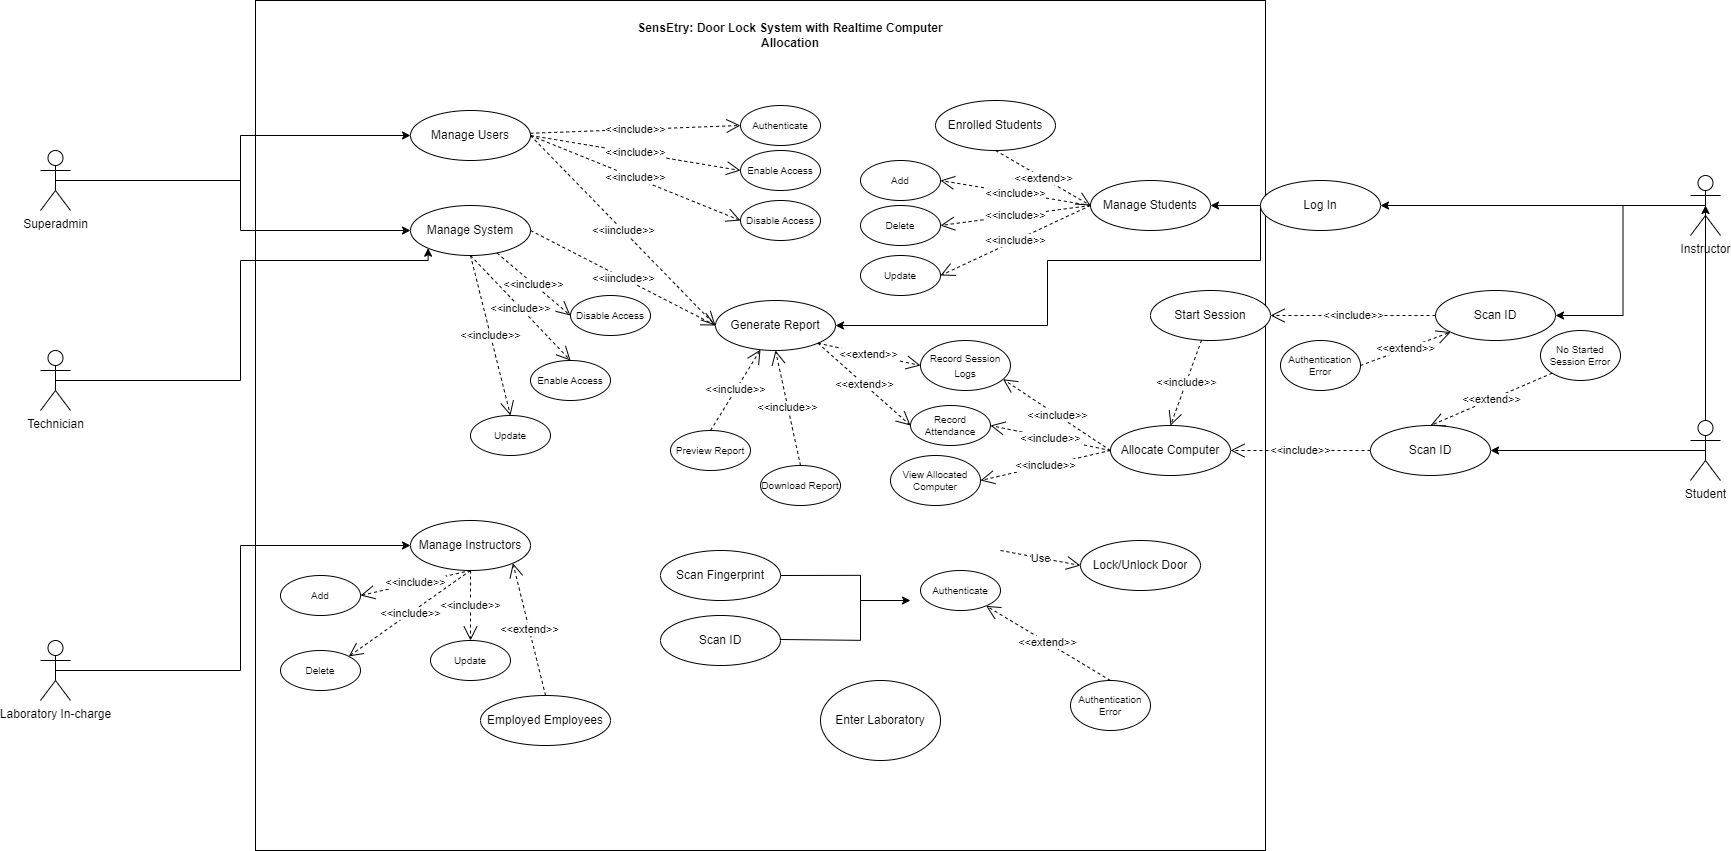 SensEtry: Door Lock System with Realtime Computer
Allocation
Superadmin
Technician
Laboratory In-charge
Manage Users
<<include>>
<<include>>
<<include>>
<<iinclude>>
Authenticate
Enable Access
Disable Access
Manage System
<<iinclude>>
<<include>>
<<include>>
<<include>>
Disable Access
Enable Access
Update
Enrolled Students
<<extend>>
Add
<<include>>
Delete
<<include>>
Update
<<include>>
Manage Students
Log In
Instructor
Generate Report
<<extend>>
<<extend>>
<<include>>
<<include>>
Preview Report
Download Report
Record Session
Logs
Record
Attendance
View Allocated
Computer
<<include>>
<<include>>
<<include>>
Start Session
<<include>>
Scan ID
Authentication
Error
<<extend>>
No Started
Session Error
<<extend>>
<<include>>
Allocate Computer
<<include>>
Scan ID
Student
Manage Instructors
<<include>>
<<include>>
<<include>>
<<extend>>
Add
Delete
Update
Employed Employees
Scan Fingerprint
Scan ID
Authenticate
Use
Lock/Unlock Door
<<extend>>
Authentication
Error
Enter Laboratory